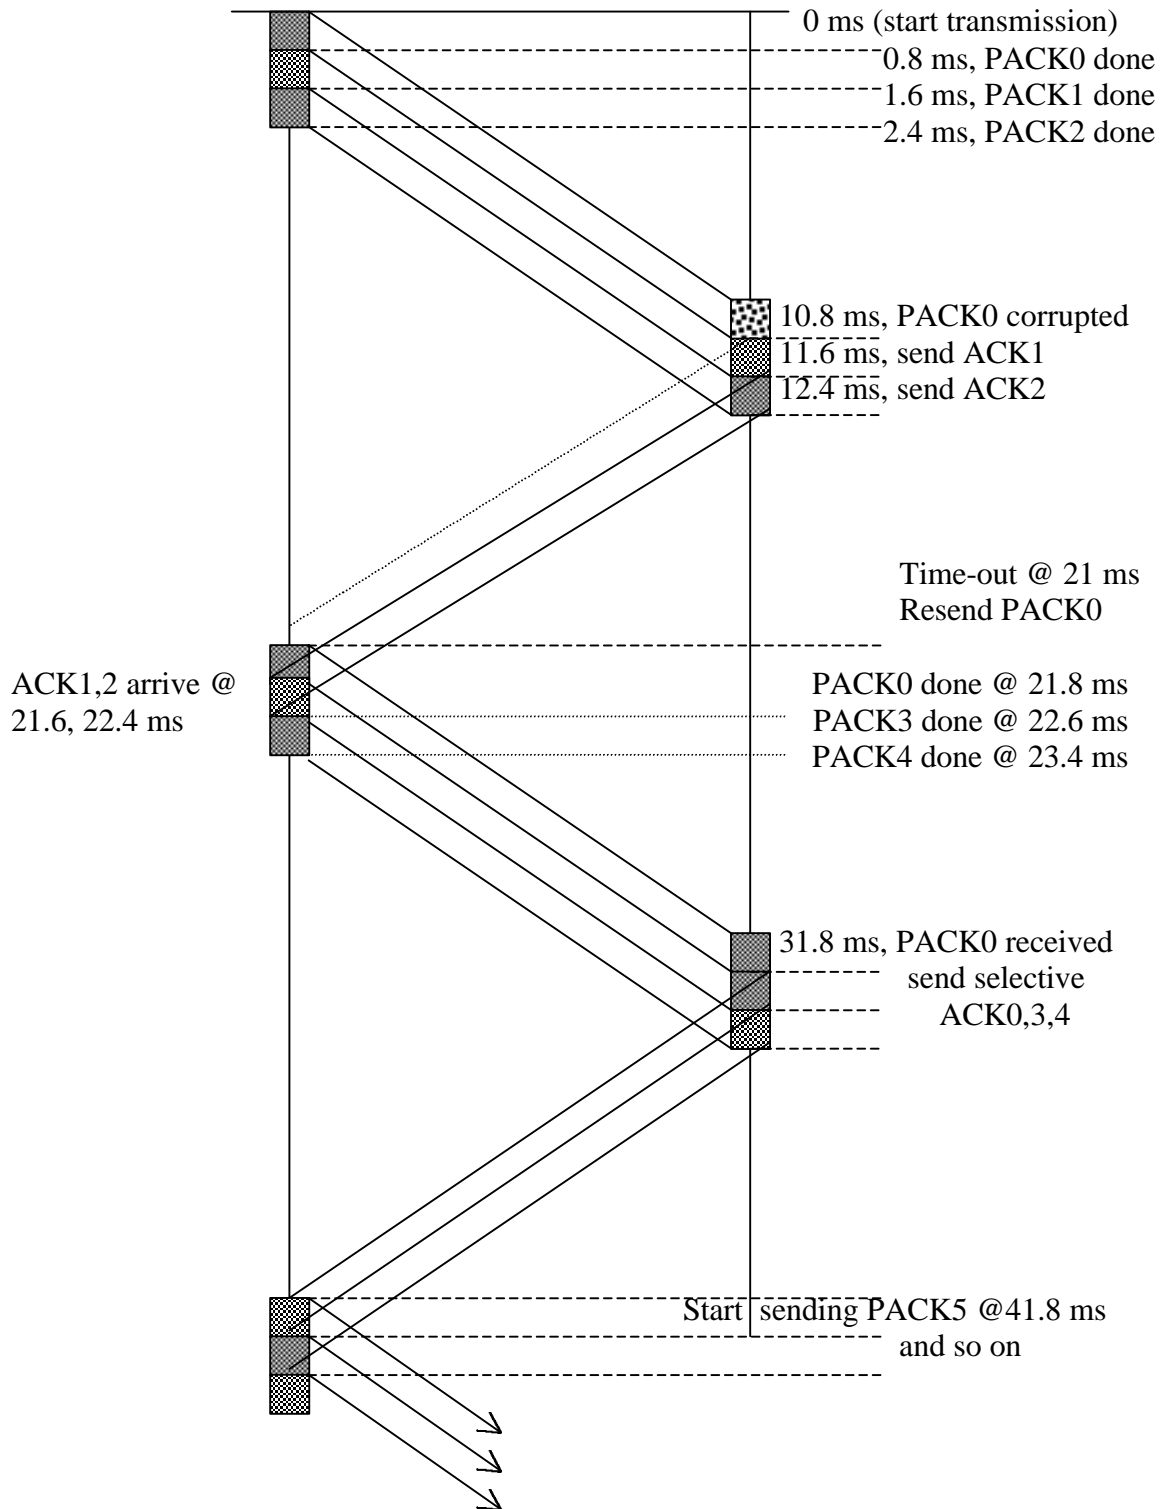 0 ms (start transmission)
0.8 ms, PACK0 done
1.6 ms, PACK1 done
2.4 ms, PACK2 done
10.8 ms, PACK0 corrupted
11.6 ms, send ACK1
12.4 ms, send ACK2
Time-out @ 21 ms
Resend PACK0
ACK1,2 arrive @
21.6, 22.4 ms
PACK0 done @ 21.8 ms
PACK3 done @ 22.6 ms
PACK4 done @ 23.4 ms
31.8 ms, PACK0 received
send selective
ACK0,3,4
Start sending PACK5 @41.8 ms
and so on